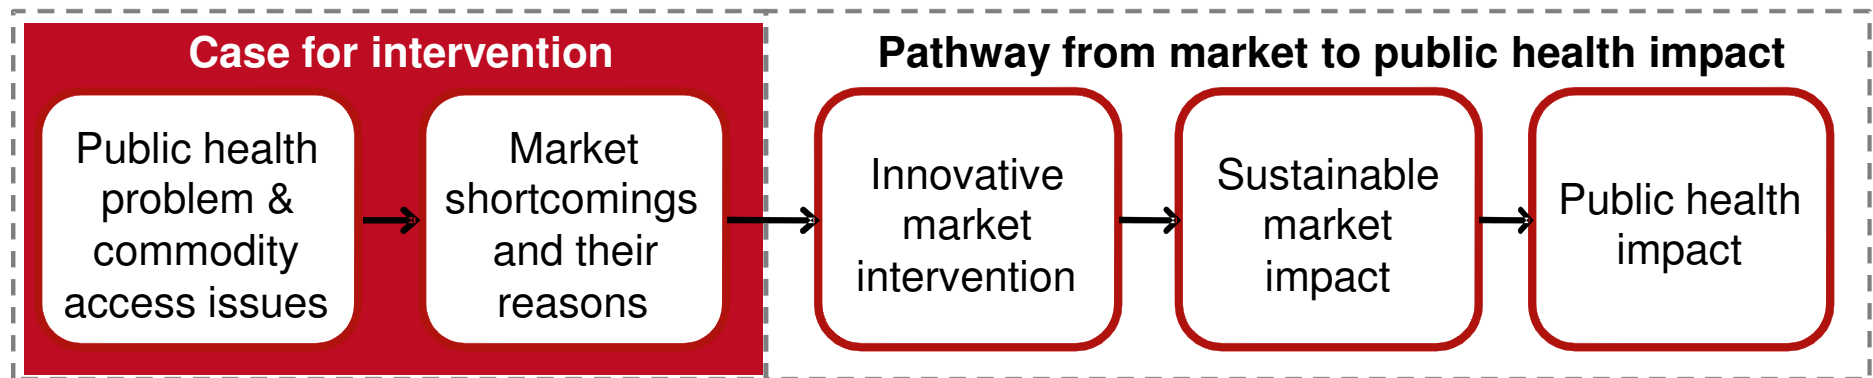 Case for intervention
Public health
problem &
commodity
access issues
Market
shortcomings
and their
reasons
Pathway from market to public health impact
Innovative
market
intervention
Sustainable
market
impact
Public health
impact